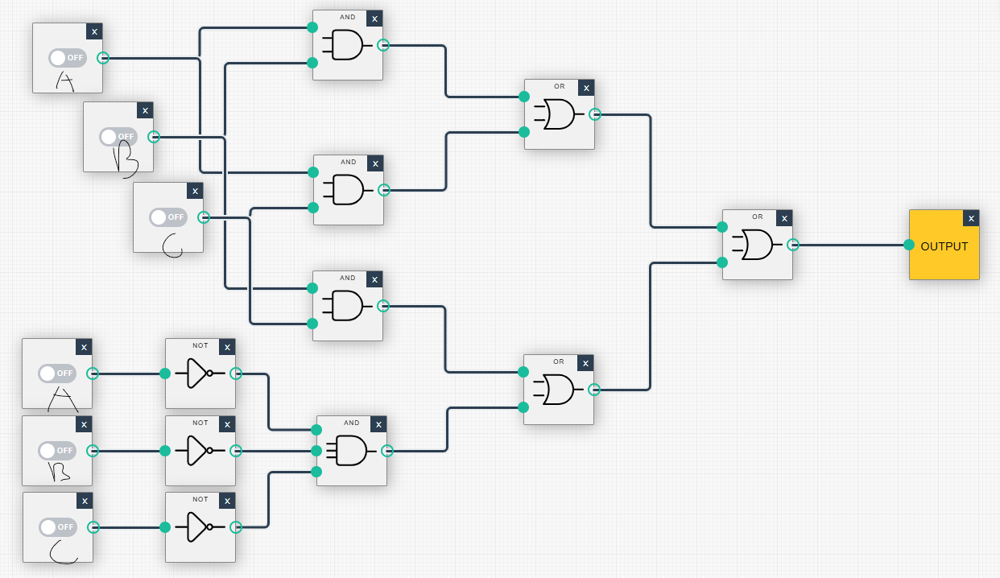 AND x
x
OFF
A
OR x
x
OFF
B
AND x
x
OFF
C
OR x
x
OUTPUT
AND x
x
OFF
A
NOT x
OR x
x
OFF
B
NOT x
AND x
x
OFF
C
NOT x